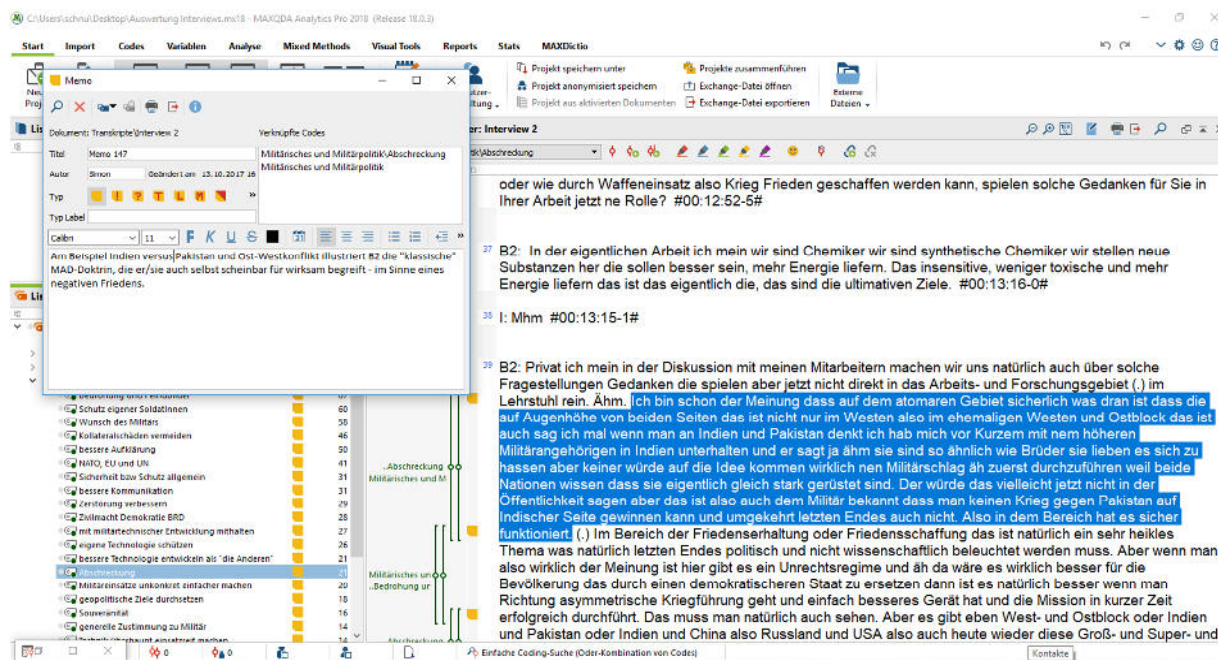 C:\Users\schnu\Desktop\Auswertung Interviews.mx18 - MAXQDA Analytics Pro 2018 (Release 18.0.3)
Start Import Codes Variablen Analyse Mixed Methods Visual Tools Reports Stats MAXDictio
Projekt speichern unter
Projekt anonymisiert speichern
Projekt aus aktivierten Dokumenten
Projekte zusammenführen
Exchange-Datei öffnen
Exchange-Datei exportieren
Externe
Dateien
Memo
Dokument: Transkripte\Interview 2
Verknüpfte Codes
Titel Memo 147
Militärisches und Militärpolitik\Abschreckung
Militärisches und Militärpolitik
Autor Simon Geändert am 13.10.2017 16
Typ
Typ Label
Calibri 11 F K U S
Am Beispiel Indien versus Pakistan und Ost-Westkonflikt illustriert B2 die "klassische"
MAD-Doktrin, die er/sie auch selbst scheinbar für wirksam begreift - im Sinne eines
negativen Friedens.
er: Interview 2
tik\Abschreckung
oder wie durch Waffeneinsatz also Krieg Frieden geschaffen werden kann, spielen solche Gedanken für Sie in
Ihrer Arbeit jetzt ne Rolle? #00:12:52-5#
37 B2: In der eigentlichen Arbeit ich mein wir sind Chemiker wir sind synthetische Chemiker wir stellen neue
Substanzen her die sollen besser sein, mehr Energie liefern. Das insensitive, weniger toxische und mehr
Energie liefern das ist das eigentlich die, das sind die ultimativen Ziele. #00:13:16-0#
38 I: Mhm #00:13:15-1#
39 B2: Privat ich mein in der Diskussion mit meinen Mitarbeitern machen wir uns natürlich auch über solche
Fragestellungen Gedanken die spielen aber jetzt nicht direkt in das Arbeits- und Forschungsgebiet (.) im
Lehrstuhl rein. Ähm. Ich bin schon der Meinung dass auf dem atomaren Gebiet sicherlich was dran ist dass die
auf Augenhöhe von beiden Seiten das ist nicht nur im Westen also im ehemaligen Westen und Ostblock das ist
auch sag ich mal wenn man an Indien und Pakistan denkt ich hab mich vor Kurzem mit nem höheren
Militärangehörigen in Indien unterhalten und er sagt ja ähm sie sind so ähnlich wie Brüder sie lieben es sich zu
hassen aber keiner würde auf die Idee kommen wirklich nen Militärschlag äh zuerst durchzuführen weil beide
Nationen wissen dass sie eigentlich gleich stark gerüstet sind. Der würde das vielleicht jetzt nicht in der
Öffentlichkeit sagen aber das ist also auch dem Militär bekannt dass man keinen Krieg gegen Pakistan auf
Indischer Seite gewinnen kann und umgekehrt letzten Endes auch nicht. Also in dem Bereich hat es sicher
funktioniert. (.) Im Bereich der Friedenserhaltung oder Friedensschaffung das ist natürlich ein sehr heikles
Thema was natürlich letzten Endes politisch und nicht wissenschaftlich beleuchtet werden muss. Aber wenn man
also wirklich der Meinung ist hier gibt es ein Unrechtsregime und äh da wäre es wirklich besser für die
Bevölkerung das durch einen demokratischeren Staat zu ersetzen dann ist es natürlich besser wenn man
Richtung asymmetrische Kriegführung geht und einfach besseres Gerät hat und die Mission in kurzer Zeit
erfolgreich durchführt. Das muss man natürlich auch sehen. Aber es gibt eben West- und Ostblock oder Indien
und Pakistan oder Indien und China also Russland und USA also auch heute wieder diese Groß- und Super- und
Schutz eigener SoldatInnen 60
Wunsch des Militärs 68
Kollateralschäden vermeiden 46
bessere Aufklärung 50
NATO, EU und UN 41
Sicherheit bzw Schutz allgemein 31
bessere Kommunikation 31
Zerstörung verbessern 29
Zivilmacht Demokratie BRD 28
mit militärtechnischer Entwicklung mithalten 27
eigene Technologie schützen 26
bessere Technologie entwickeln als "die Anderen" 21
Abschreckung 21
Militäreinsätze unkonkret einfacher machen 20
geopolitische Ziele durchsetzen 18
Souveränität 16
generelle Zustimmung zu Militär 14
..Abschreckung
Militärisches und M
Militärisches un
..Bedrohung ur
0 0
Einfache Coding-Suche (Oder-Kombination von Codes)
Kontakte